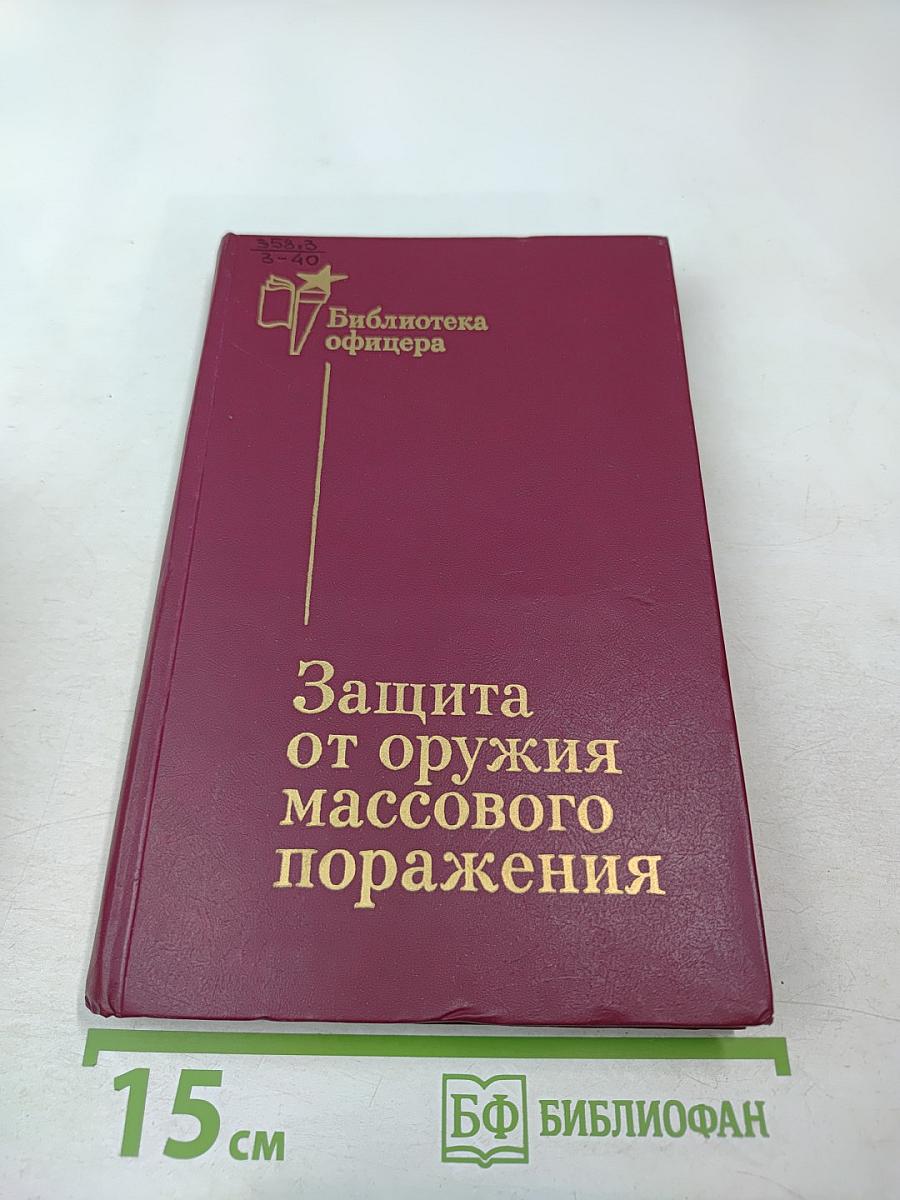 358.3
З-40
Библиотека
офицера
Защита
от оружия
массового
поражения
15 см
БФ БИБЛИОФАН